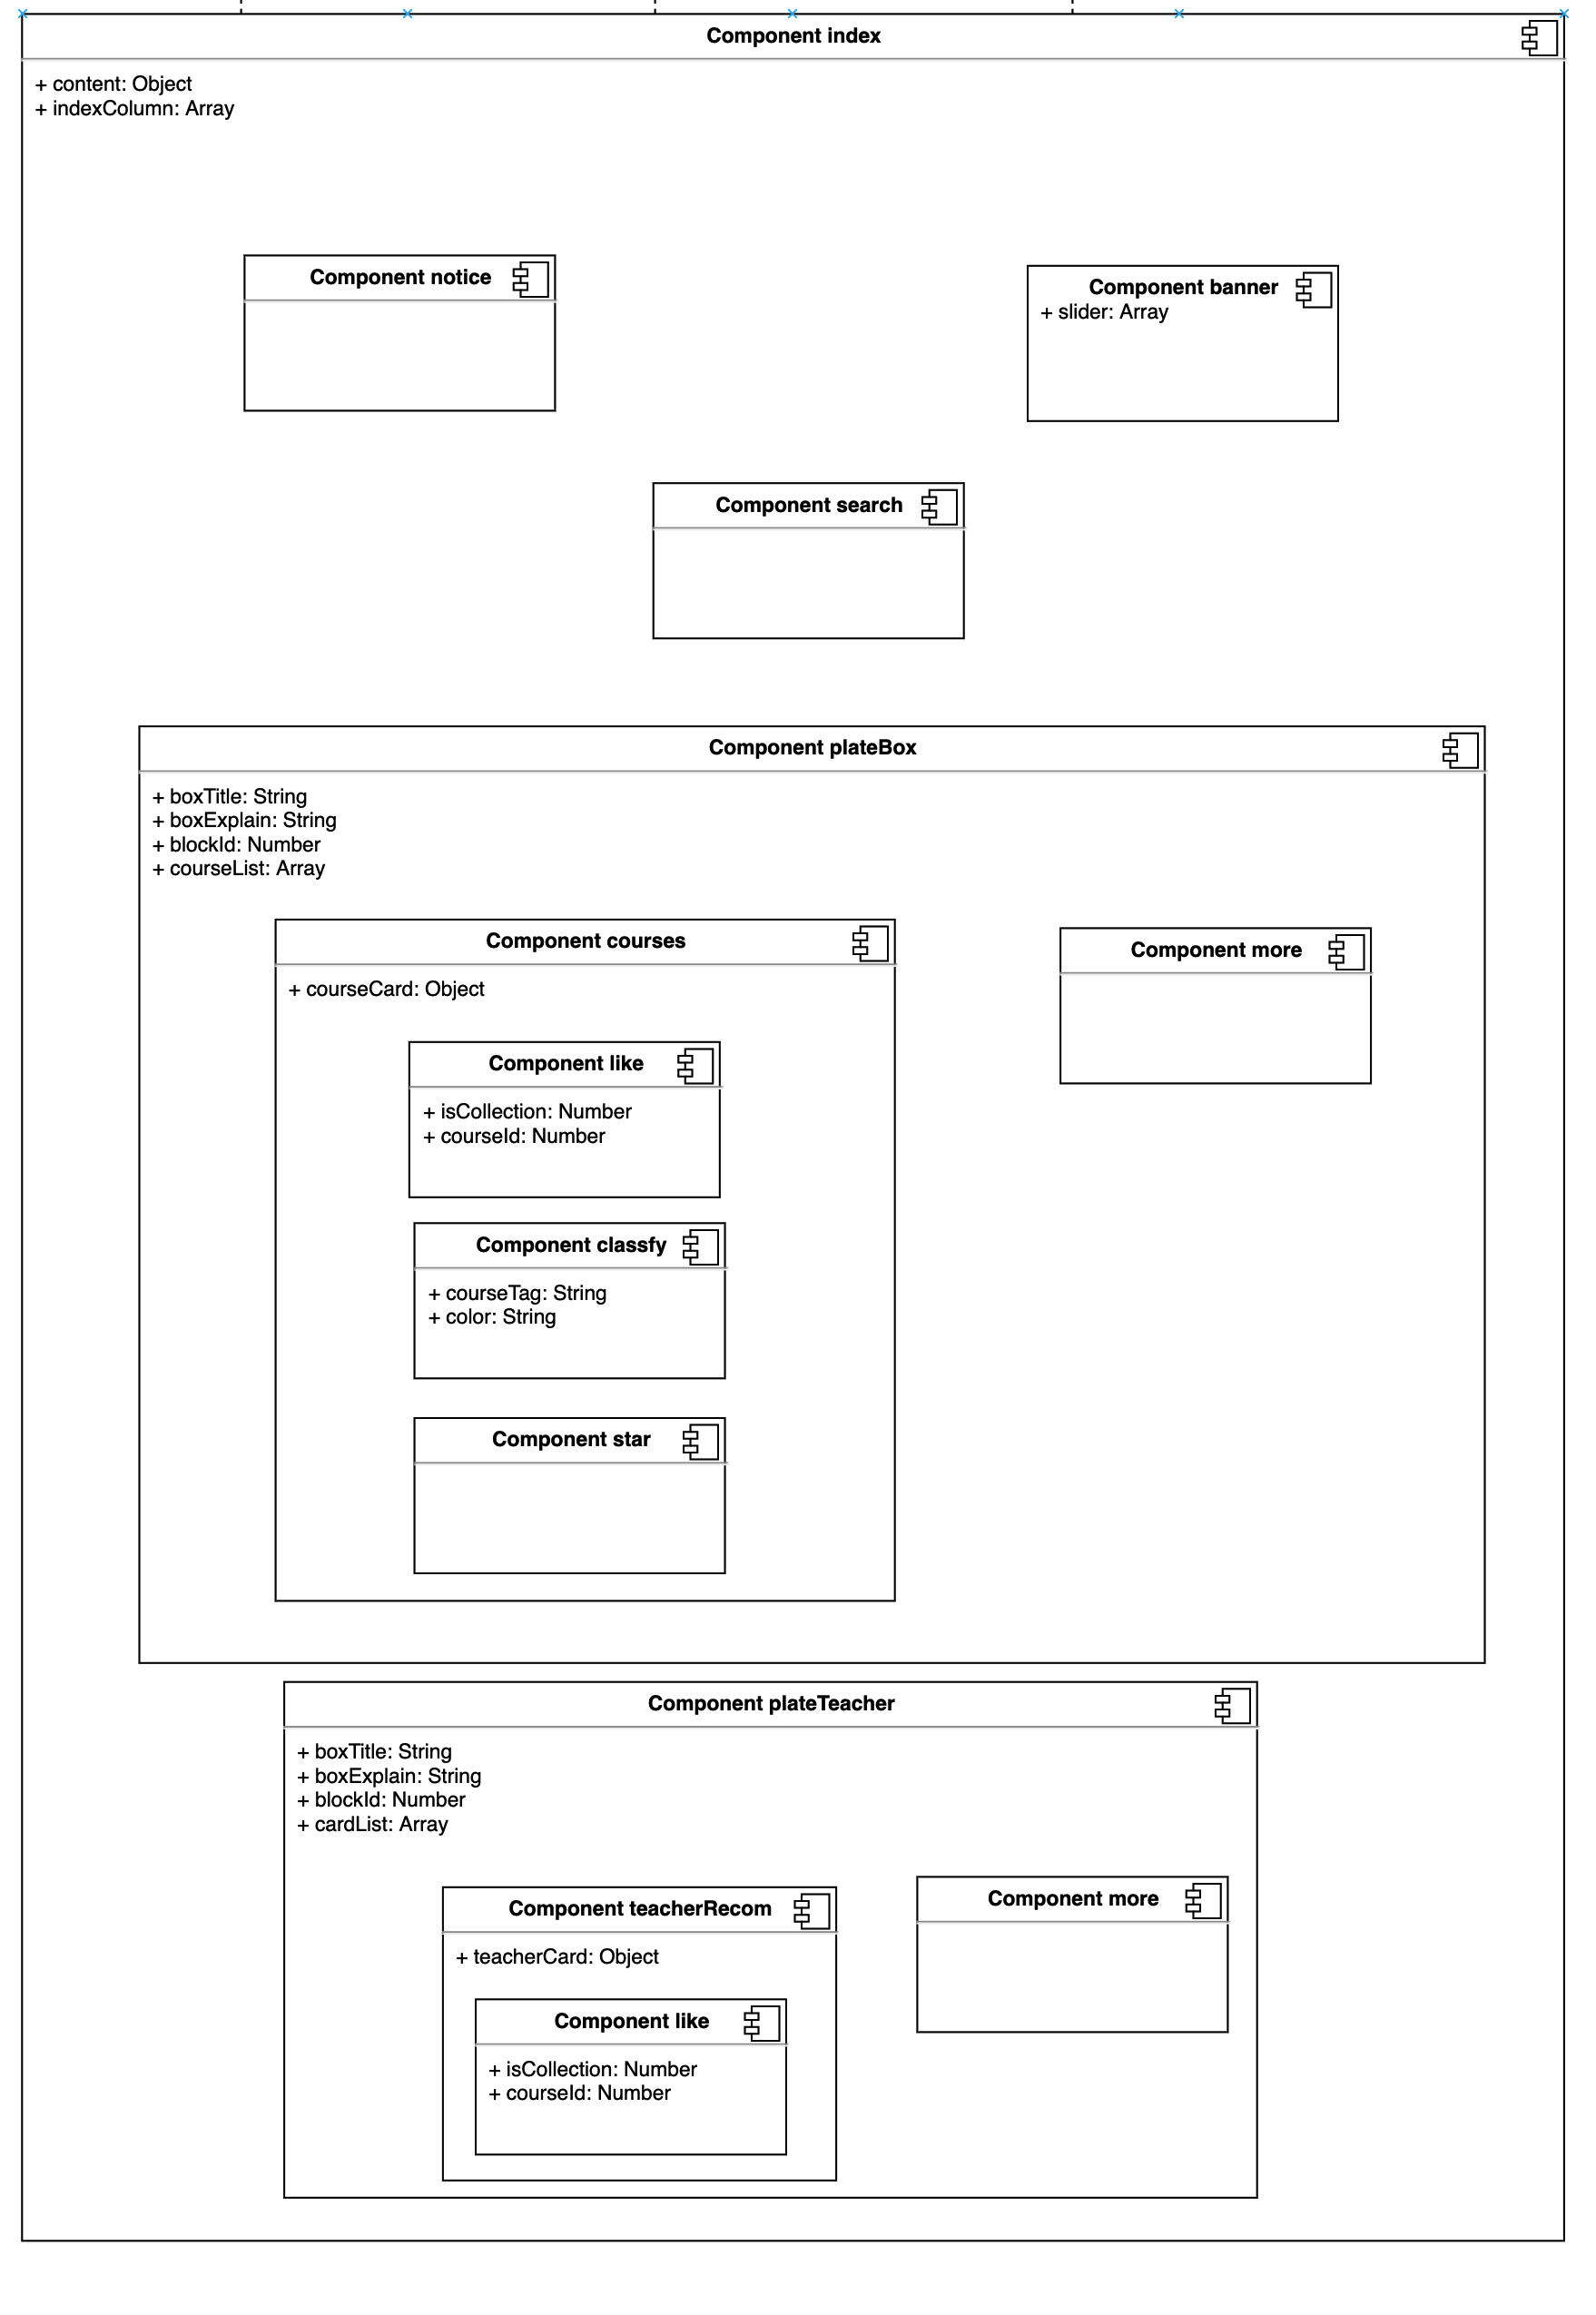 Component index
+ content: Object
+ indexColumn: Array
Component notice
Component banner
+ slider: Array
Component search
Component plateBox
+ boxTitle: String
+ boxExplain: String
+ blockId: Number
+ courseList: Array
Component courses
+ courseCard: Object
Component more
Component like
+ isCollection: Number
+ courseId: Number
Component classfy
+ courseTag: String
+ color: String
Component star
Component plateTeacher
+ boxTitle: String
+ boxExplain: String
+ blockId: Number
+ cardList: Array
Component teacherRecom
+ teacherCard: Object
Component more
Component like
+ isCollection: Number
+ courseId: Number